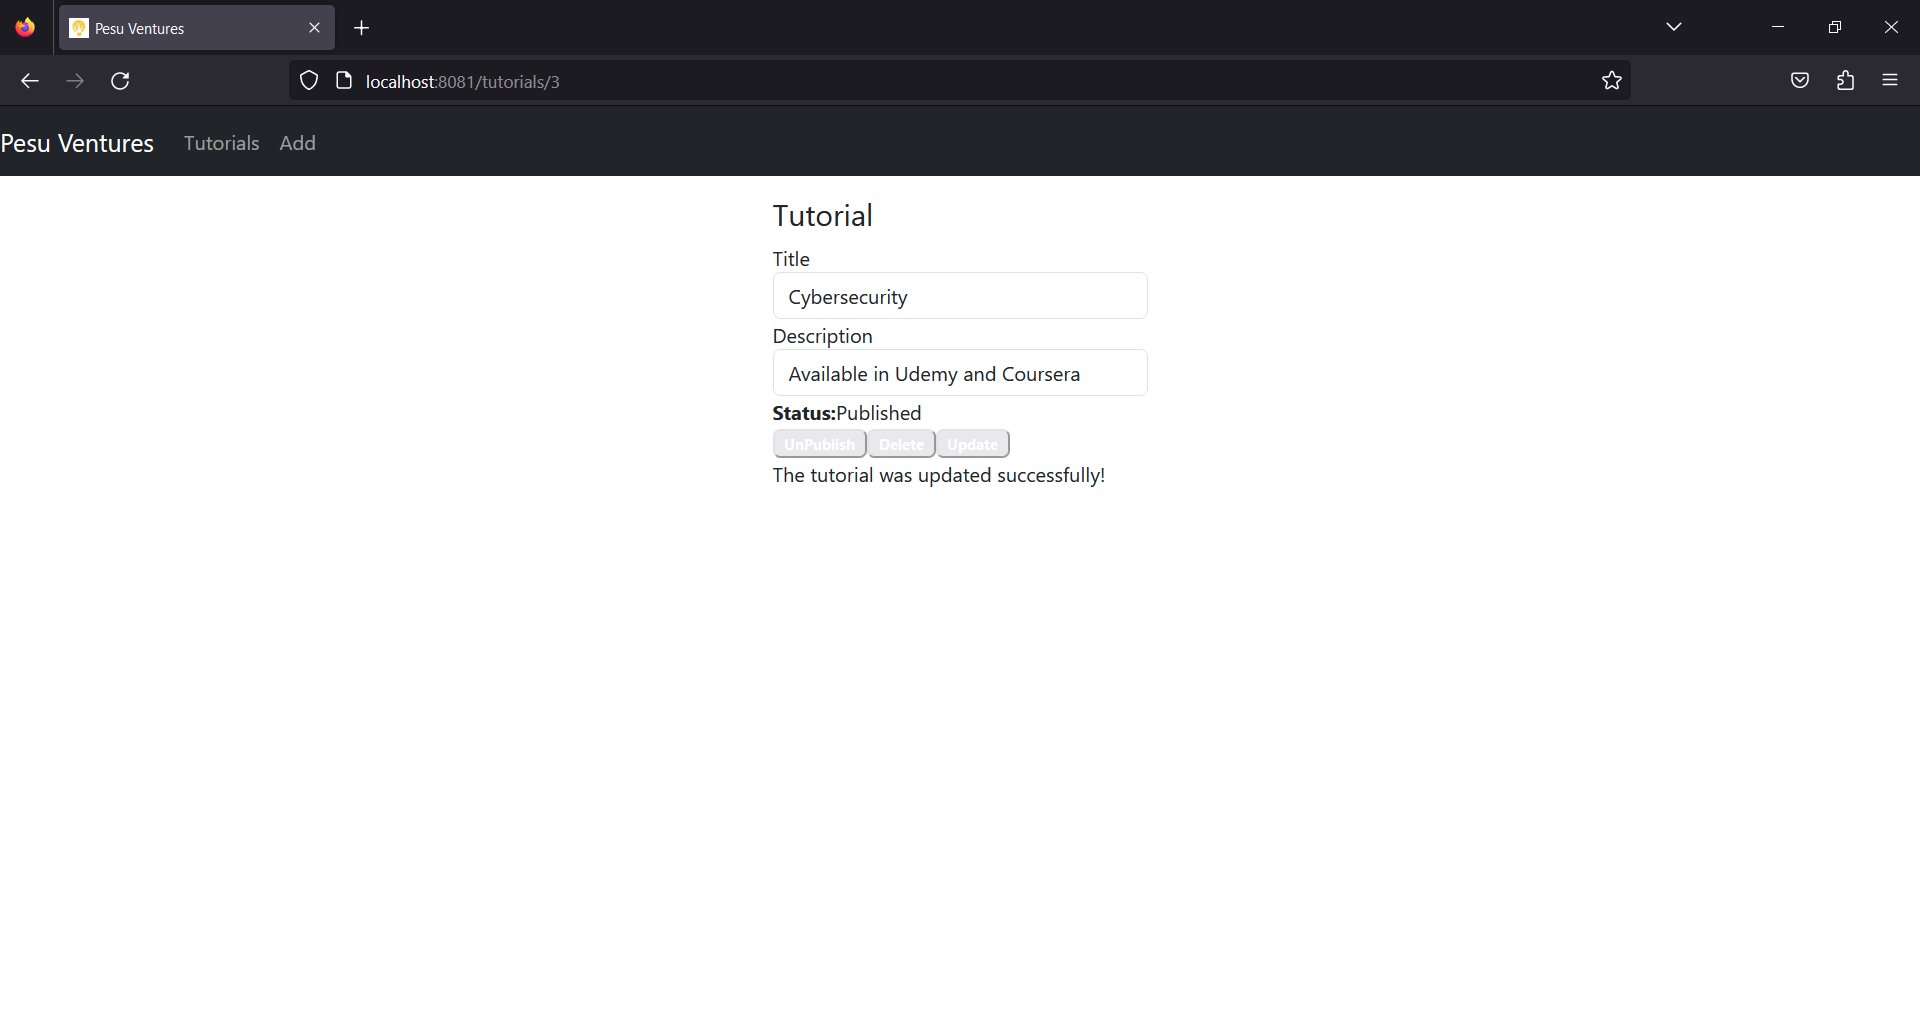 Pesu Ventures
localhost:8081/tutorials/3
Pesu Ventures Tutorials Add
Tutorial
Title
Cybersecurity
Description
Available in Udemy and Coursera
Status:Published
UnPublish Delete Update
The tutorial was updated successfully!